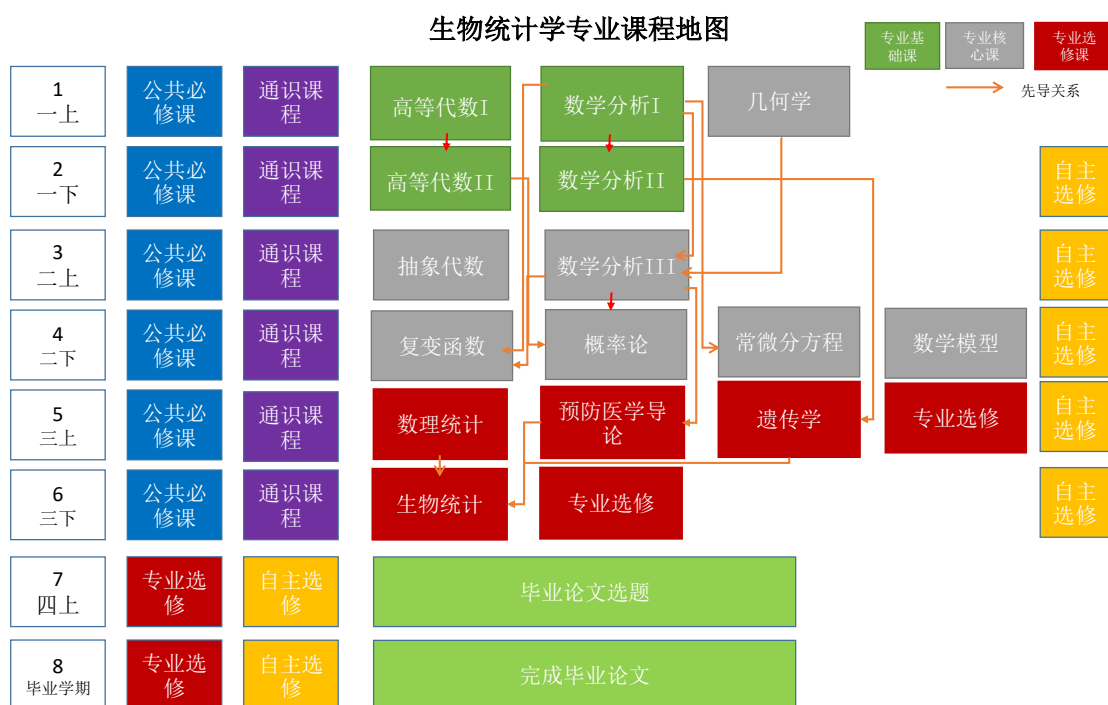 生物统计学专业课程地图
专业基
础课
专业核
心课
专业选
修课
先导关系
1
一上
公共必
修课
通识课
程
高等代数I
数学分析I
几何学
2
一下
公共必
修课
通识课
程
高等代数II
数学分析II
自主
选修
3
二上
公共必
修课
通识课
程
抽象代数
数学分析III
自主
选修
4
二下
公共必
修课
通识课
程
复变函数
概率论
常微分方程
数学模型
自主
选修
5
三上
公共必
修课
通识课
程
数理统计
预防医学导
论
遗传学
专业选修
自主
选修
6
三下
公共必
修课
通识课
程
生物统计
专业选修
自主
选修
7
四上
专业选
修
自主选
修
毕业论文选题
8
毕业学期
专业选
修
自主选
修
完成毕业论文